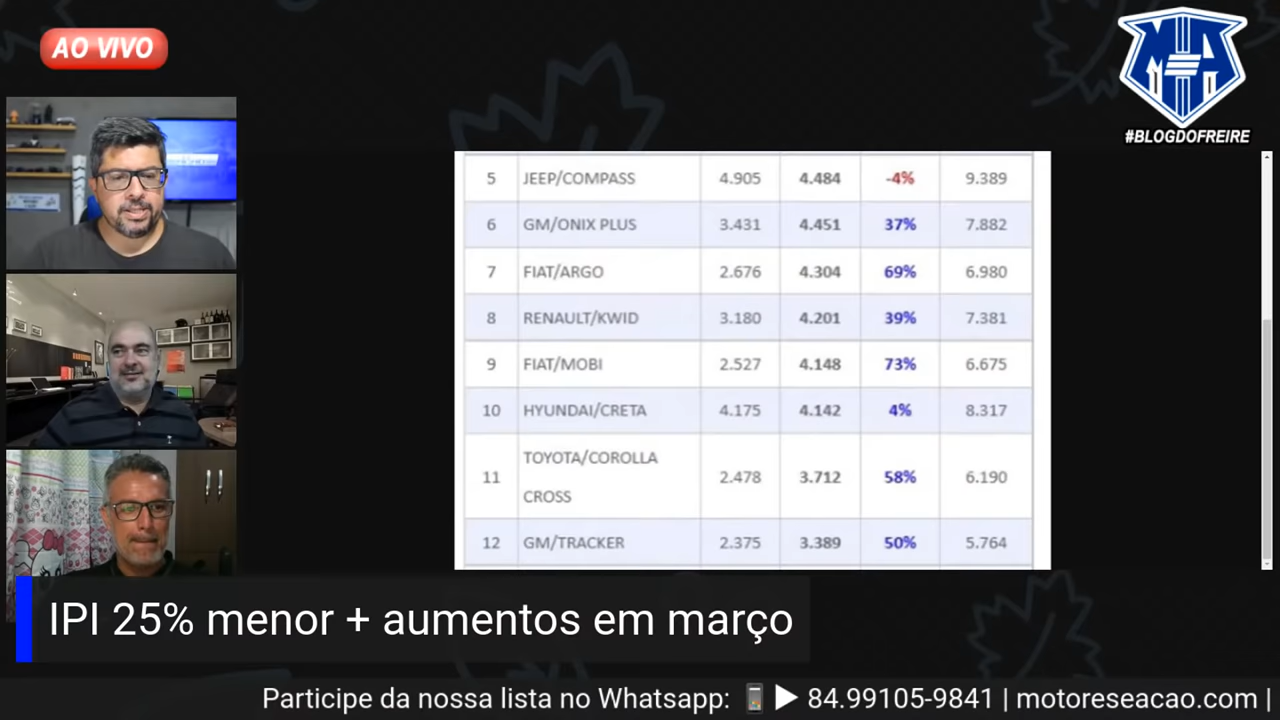 AO VIVO
MA
#BLOGDOFREIRE
5 JEEP/COMPASS 4.905 4.484 -4% 9.389
6 GM/ONIX PLUS 3.431 4.451 37% 7.882
7 FIAT/ARGO 2.676 4.304 69% 6.980
8 RENAULT/KWID 3.180 4.201 39% 7.381
9 FIAT/MOBI 2.527 4.148 73% 6.675
10 HYUNDAI/CRETA 4.175 4.142 4% 8.317
11 TOYOTA/COROLLA CROSS 2.478 3.712 58% 6.190
12 GM/TRACKER 2.375 3.389 50% 5.764
IPI 25% menor + aumentos em março
Participe da nossa lista no Whatsapp: 📱▶ 84.99105-9841 | motoreseacao.com |